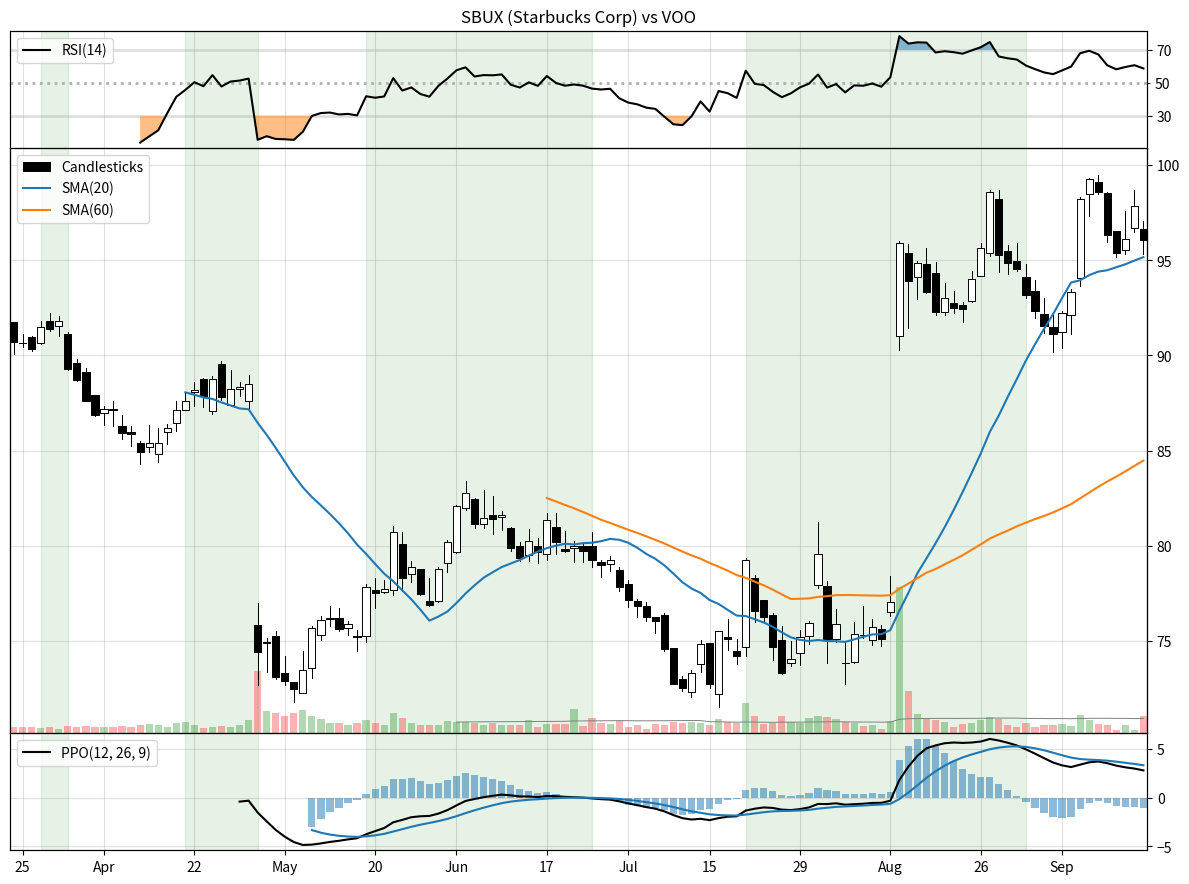 SBUX (Starbucks Corp) vs VOO
RSI(14)
70
50
30
Candlesticks
SMA(20)
SMA(60)
100
95
90
85
80
75
PPO(12, 26, 9)
5
0
−5
25 Apr 22 May 20 Jun 17 Jul 15 29 Aug 26 Sep